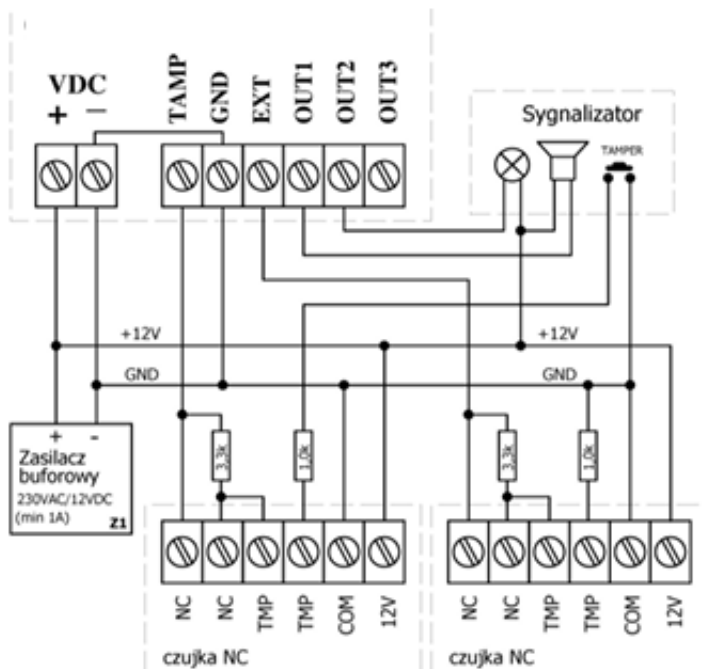 VDC
+ −
TAMP
GND
EXT
OUT1
OUT2
OUT3
Sygnalizator
TAMPER
+12V
+12V
GND
GND
+ -
Zasilacz
buforowy
230VAC/12VDC
(min 1A)
Z1
3,3k
1,0k
3,3k
1,0k
NC
NC
TMP
TMP
COM
12V
NC
NC
TMP
TMP
COM
12V
czujka NC
czujka NC